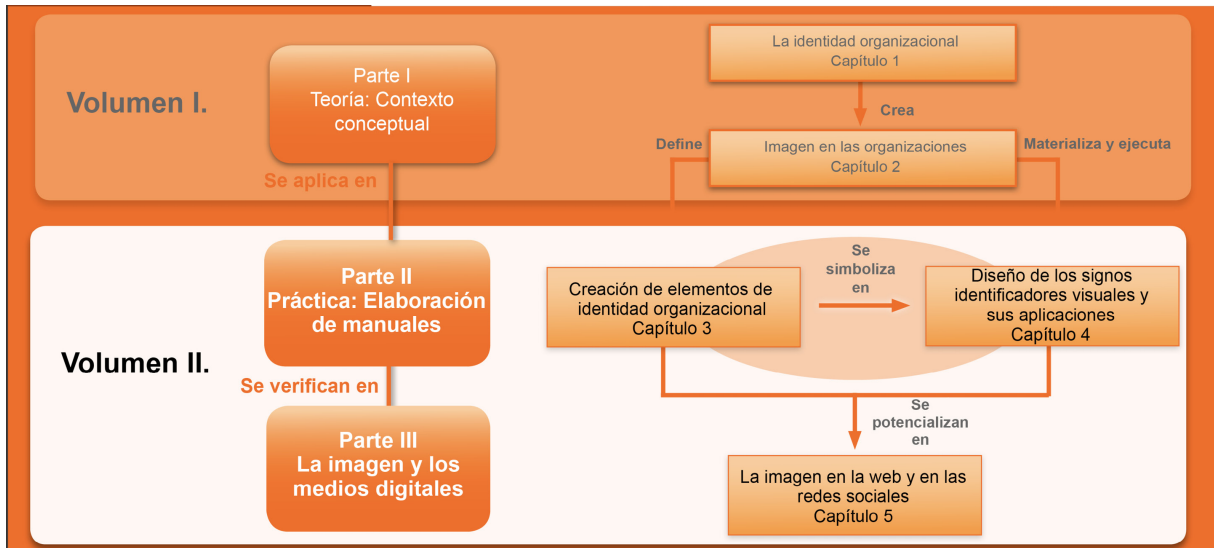 Volumen I.
Parte I
Teoría: Contexto
conceptual
Se aplica en
La identidad organizacional
Capítulo 1
Crea
Define
Imagen en las organizaciones
Capítulo 2
Materializa y ejecuta
Volumen II.
Parte II
Práctica: Elaboración
de manuales
Se verifican en
Parte III
La imagen y los
medios digitales
Creación de elementos de
identidad organizacional
Capítulo 3
Se
simboliza
en
Diseño de los signos
identificadores visuales y
sus aplicaciones
Capítulo 4
Se
potencializan
en
La imagen en la web y en las
redes sociales
Capítulo 5